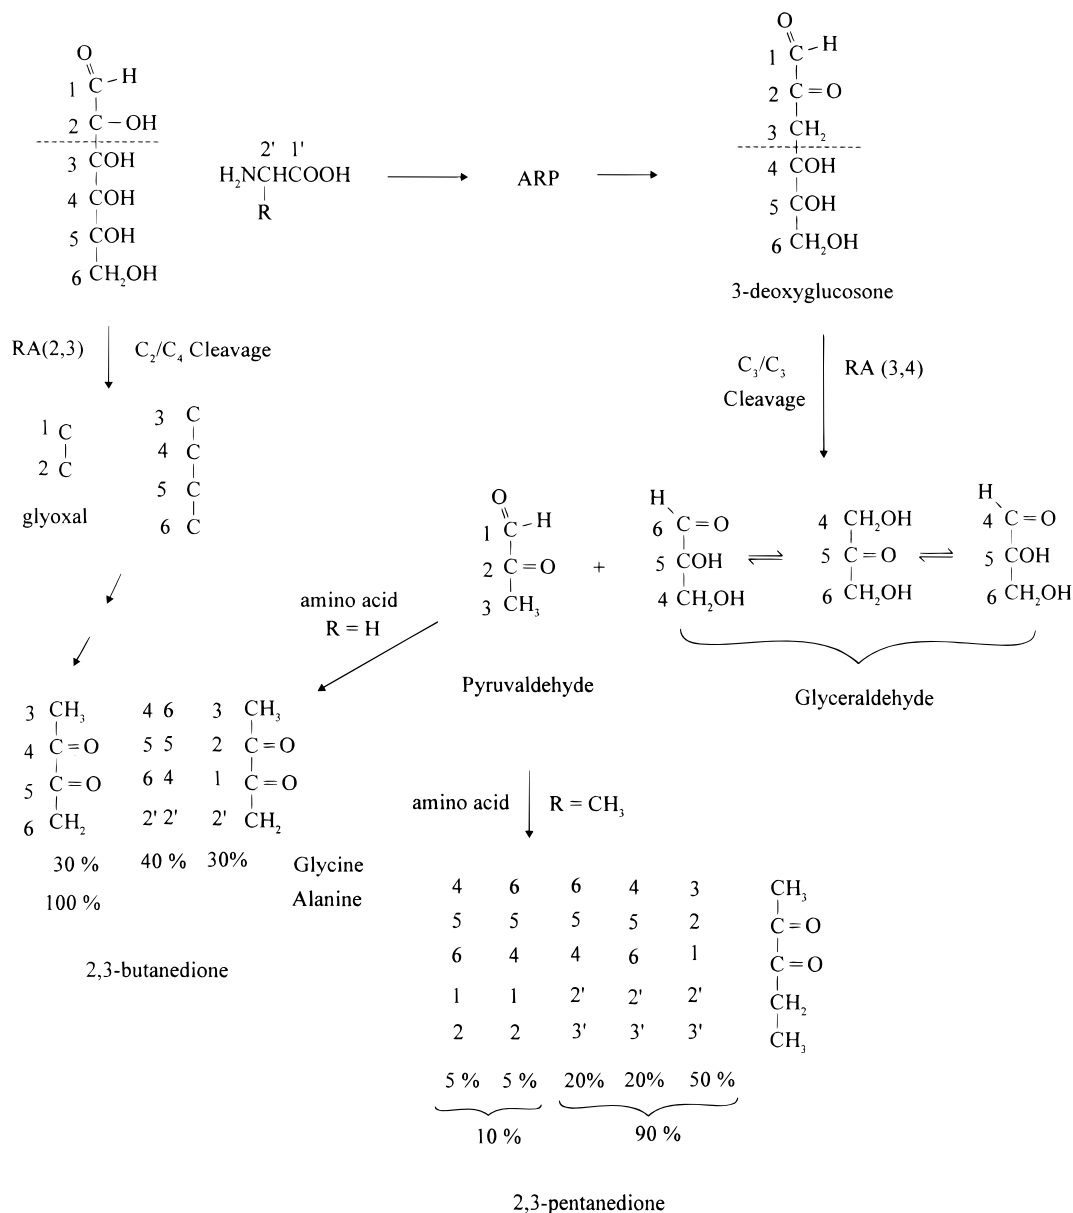 O
1 C – H
2 C – OH
3 COH
4 COH
5 COH
6 CH₂OH
2' 1'
H₂NCHCOOH
R
ARP
O
1 C – H
2 C = O
3 CH₂
4 COH
5 COH
6 CH₂OH
3-deoxyglucosone
RA(2,3) C₂/C₄ Cleavage
C₃/C₃ RA (3,4)
Cleavage
1 C
2 C
glyoxal
3 C
4 C
5 C
6 C
O
1 C – H
2 C = O
3 CH₃
Pyruvaldehyde
+
H
6 C = O
5 COH
4 CH₂OH
⇌
4 CH₂OH
5 C = O
6 CH₂OH
⇌
H
4 C = O
5 COH
6 CH₂OH
Glyceraldehyde
amino acid
R = H
3 CH₃ 4 6 3 CH₃
4 C = O 5 5 2 C = O
5 C = O 6 4 1 C = O
6 CH₂ 2' 2' 2' CH₂
30 % 40 % 30% Glycine
100 % Alanine
2,3-butanedione
amino acid R = CH₃
4 6 6 4 3 CH₃
5 5 5 5 2 C = O
6 4 4 6 1 C = O
1 1 2' 2' 2' CH₂
2 2 3' 3' 3' CH₃
5 % 5 % 20% 20% 50 %
10 % 90 %
2,3-pentanedione